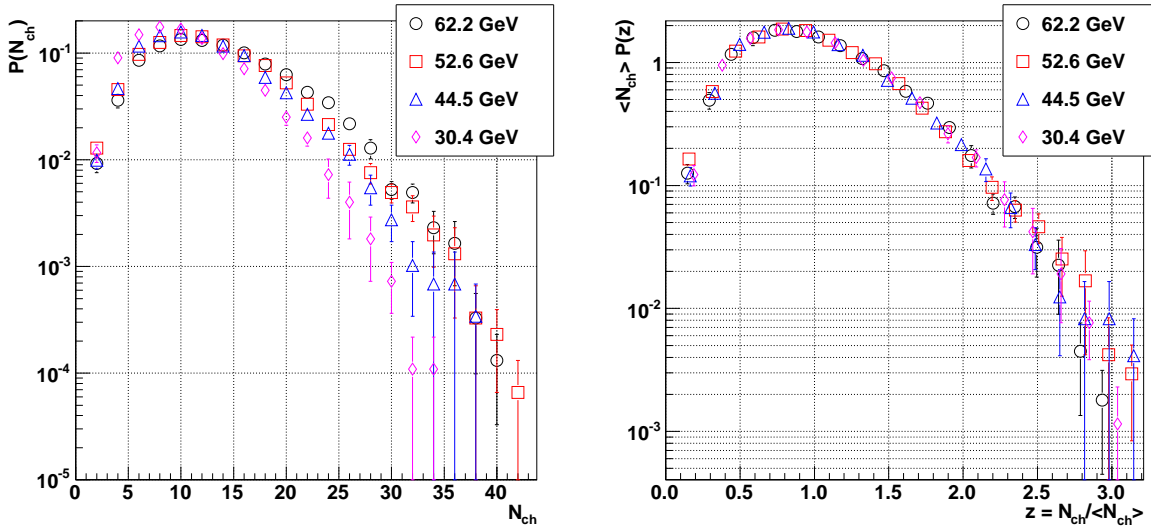 P(N_ch)
62.2 GeV
52.6 GeV
44.5 GeV
30.4 GeV
10^-1
10^-2
10^-3
10^-4
10^-5
0 5 10 15 20 25 30 35 40
N_ch
<N_ch> P(z)
62.2 GeV
52.6 GeV
44.5 GeV
30.4 GeV
1
10^-1
10^-2
10^-3
0.0 0.5 1.0 1.5 2.0 2.5 3.0
z = N_ch/<N_ch>